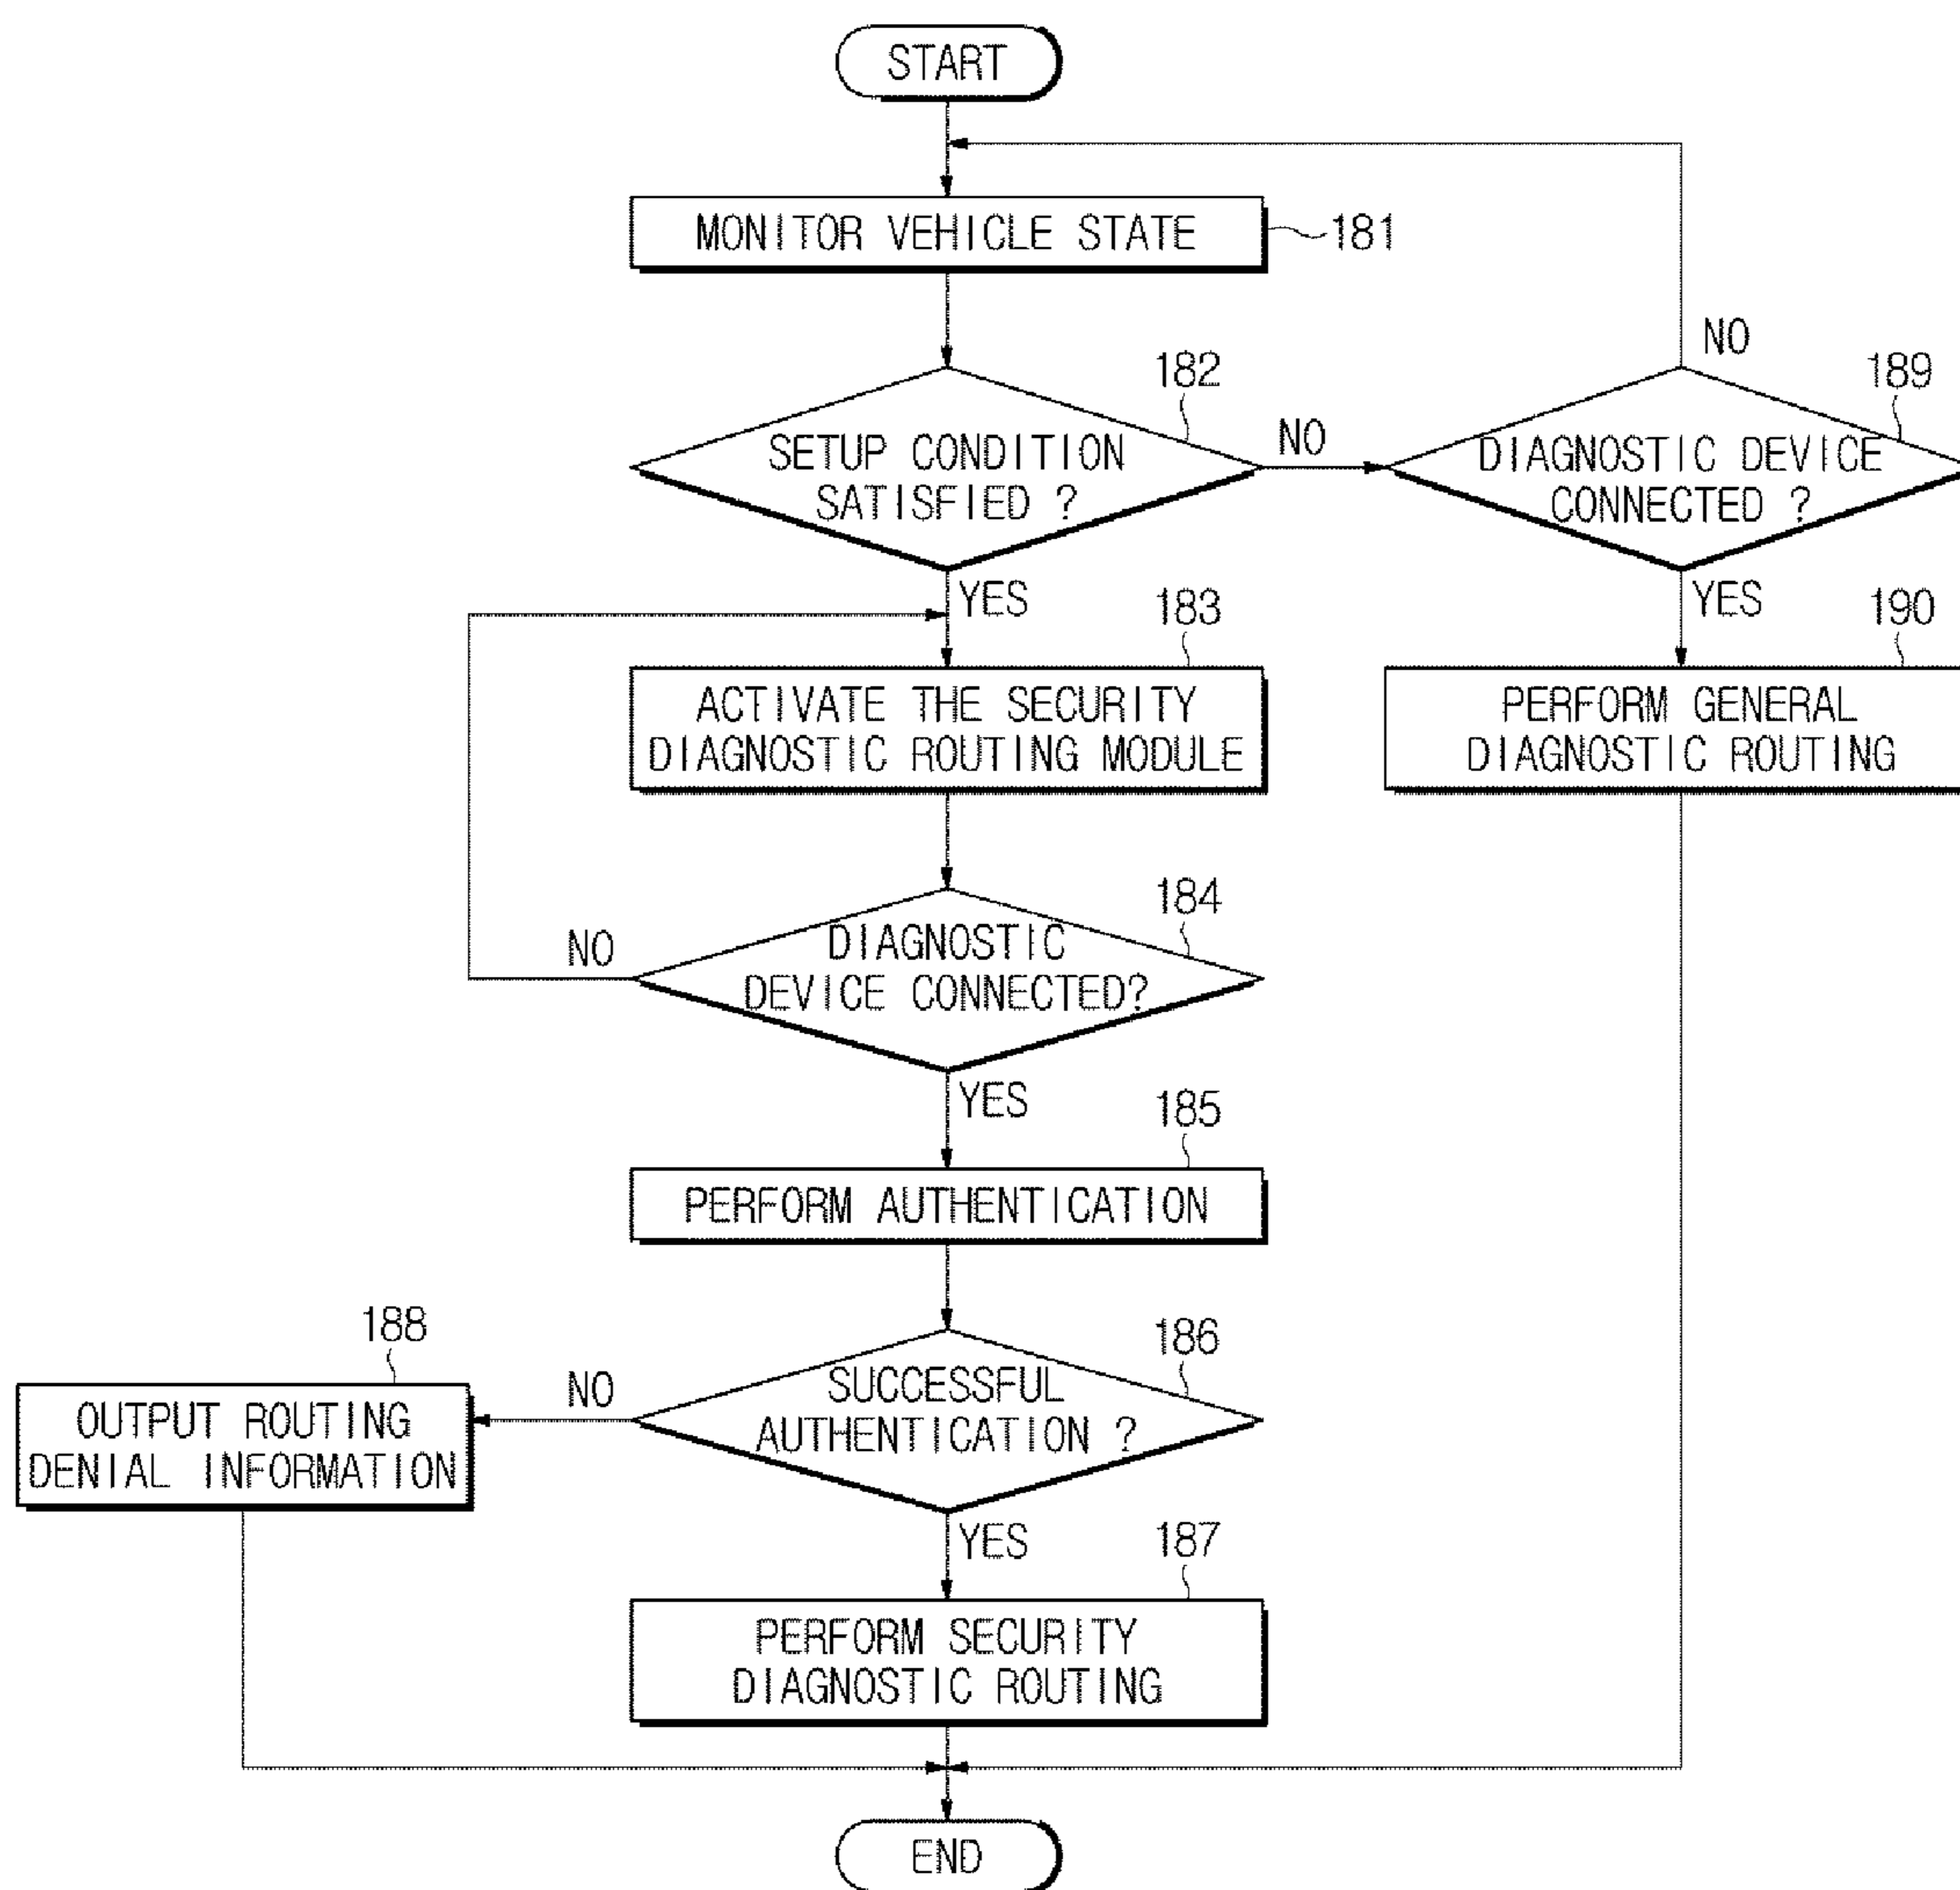 START
MONITOR VEHICLE STATE
181
182
SETUP CONDITION
SATISFIED ?
NO
YES
189
DIAGNOSTIC DEVICE
CONNECTED ?
NO
YES
183
ACTIVATE THE SECURITY
DIAGNOSTIC ROUTING MODULE
190
PERFORM GENERAL
DIAGNOSTIC ROUTING
184
DIAGNOSTIC
DEVICE CONNECTED?
NO
YES
185
PERFORM AUTHENTICATION
186
SUCCESSFUL
AUTHENTICATION ?
NO
YES
188
OUTPUT ROUTING
DENIAL INFORMATION
187
PERFORM SECURITY
DIAGNOSTIC ROUTING
END